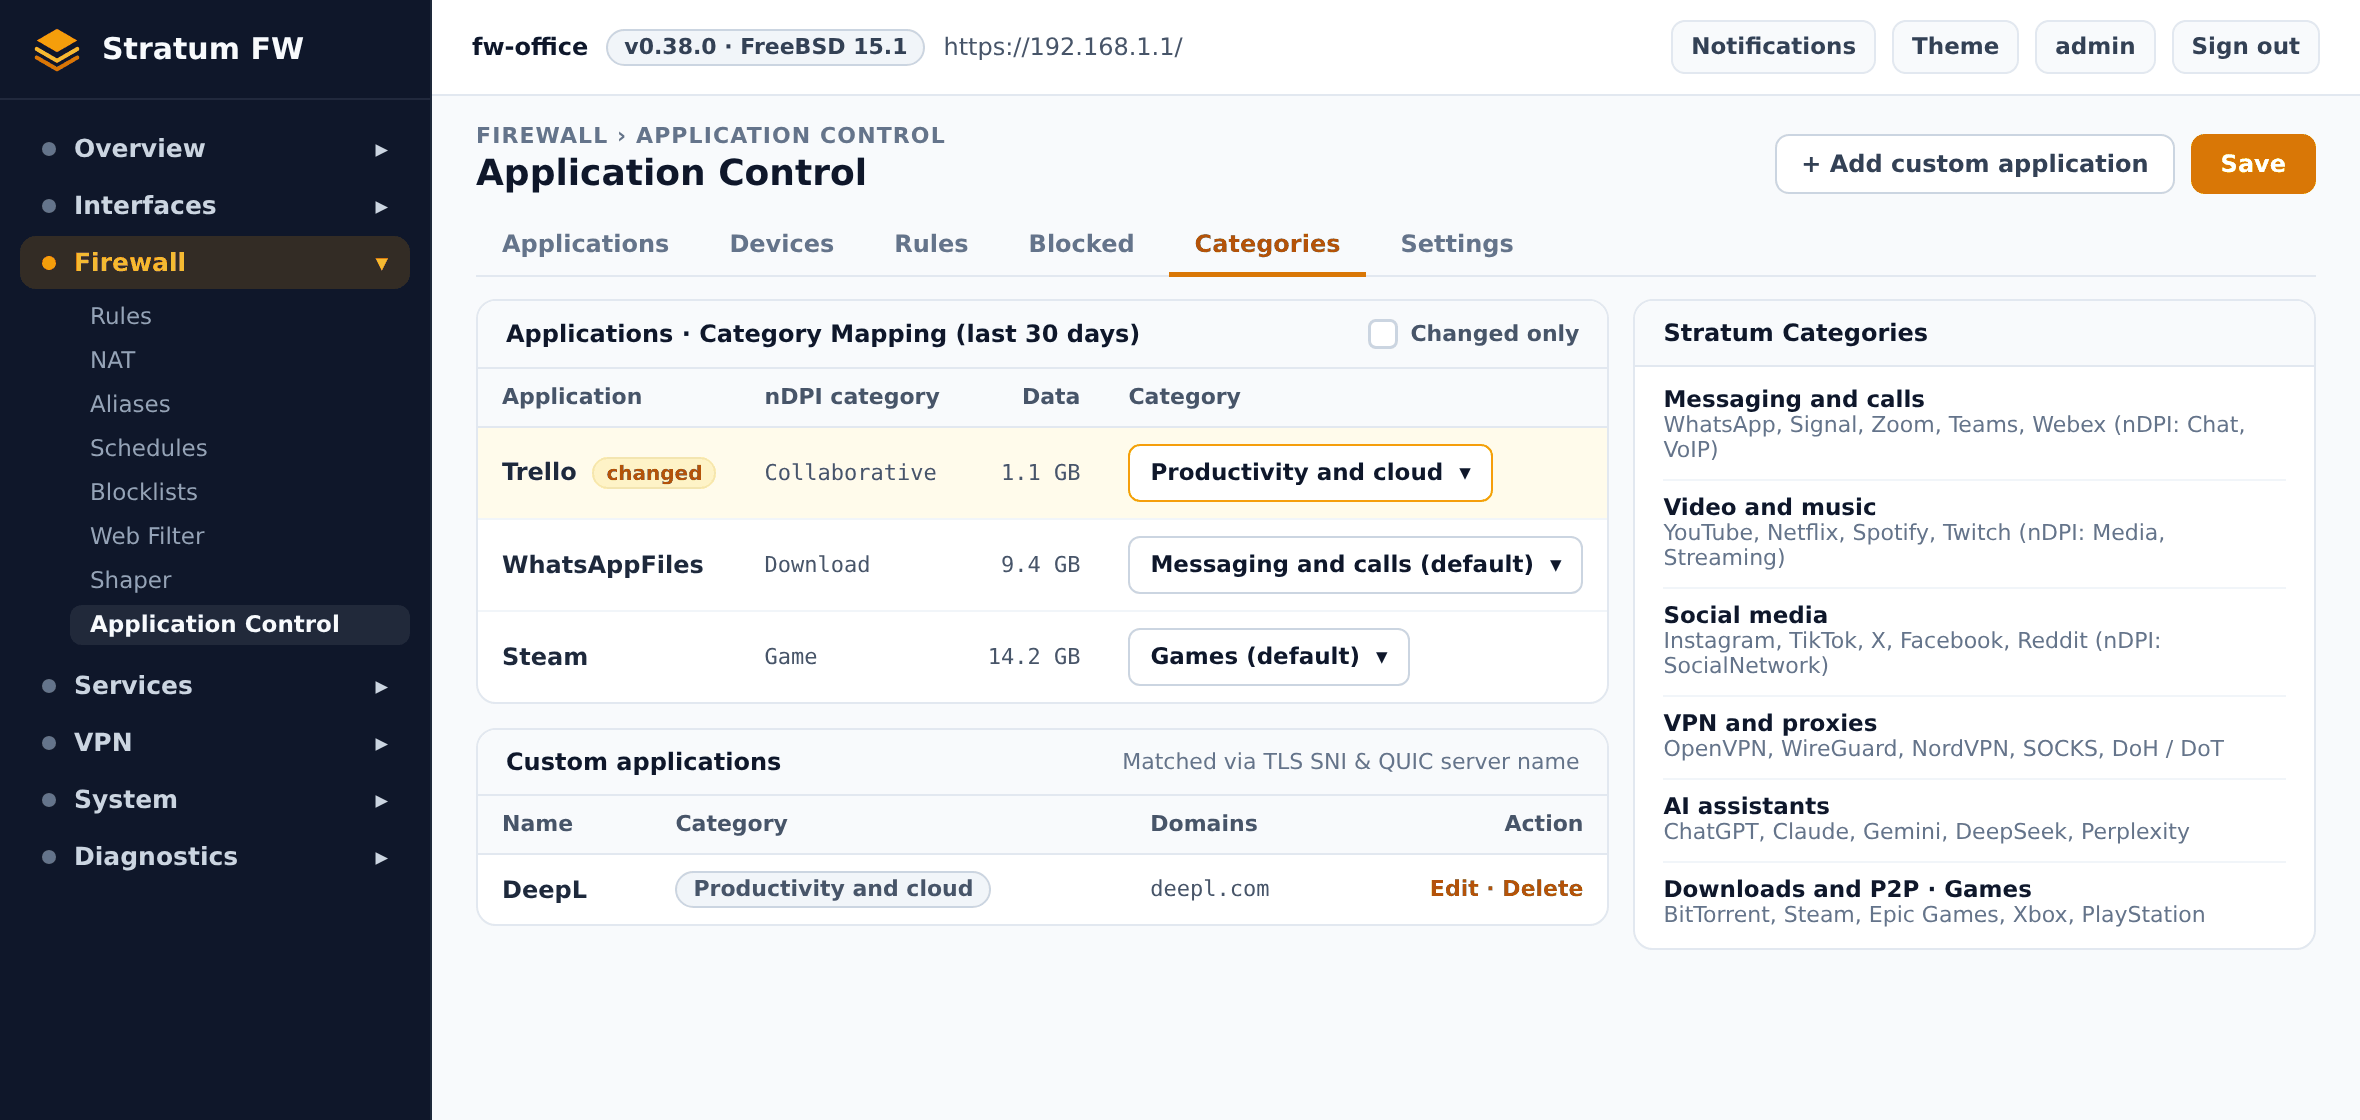 Stratum FW
Overview ▶
Interfaces ▶
Firewall ▼
Rules
NAT
Aliases
Schedules
Blocklists
Web Filter
Shaper
Application Control
Services ▶
VPN ▶
System ▶
Diagnostics ▶
fw-office v0.38.0 · FreeBSD 15.1 https://192.168.1.1/ Notifications Theme admin Sign out
FIREWALL › APPLICATION CONTROL
Application Control
+ Add custom application Save
Applications Devices Rules Blocked Categories Settings
Applications · Category Mapping (last 30 days) Changed only
Application nDPI category Data Category
Trello changed Collaborative 1.1 GB Productivity and cloud ▼
WhatsAppFiles Download 9.4 GB Messaging and calls (default) ▼
Steam Game 14.2 GB Games (default) ▼
Custom applications Matched via TLS SNI & QUIC server name
Name Category Domains Action
DeepL Productivity and cloud deepl.com Edit · Delete
Stratum Categories
Messaging and calls
WhatsApp, Signal, Zoom, Teams, Webex (nDPI: Chat,
VoIP)
Video and music
YouTube, Netflix, Spotify, Twitch (nDPI: Media,
Streaming)
Social media
Instagram, TikTok, X, Facebook, Reddit (nDPI:
SocialNetwork)
VPN and proxies
OpenVPN, WireGuard, NordVPN, SOCKS, DoH / DoT
AI assistants
ChatGPT, Claude, Gemini, DeepSeek, Perplexity
Downloads and P2P · Games
BitTorrent, Steam, Epic Games, Xbox, PlayStation